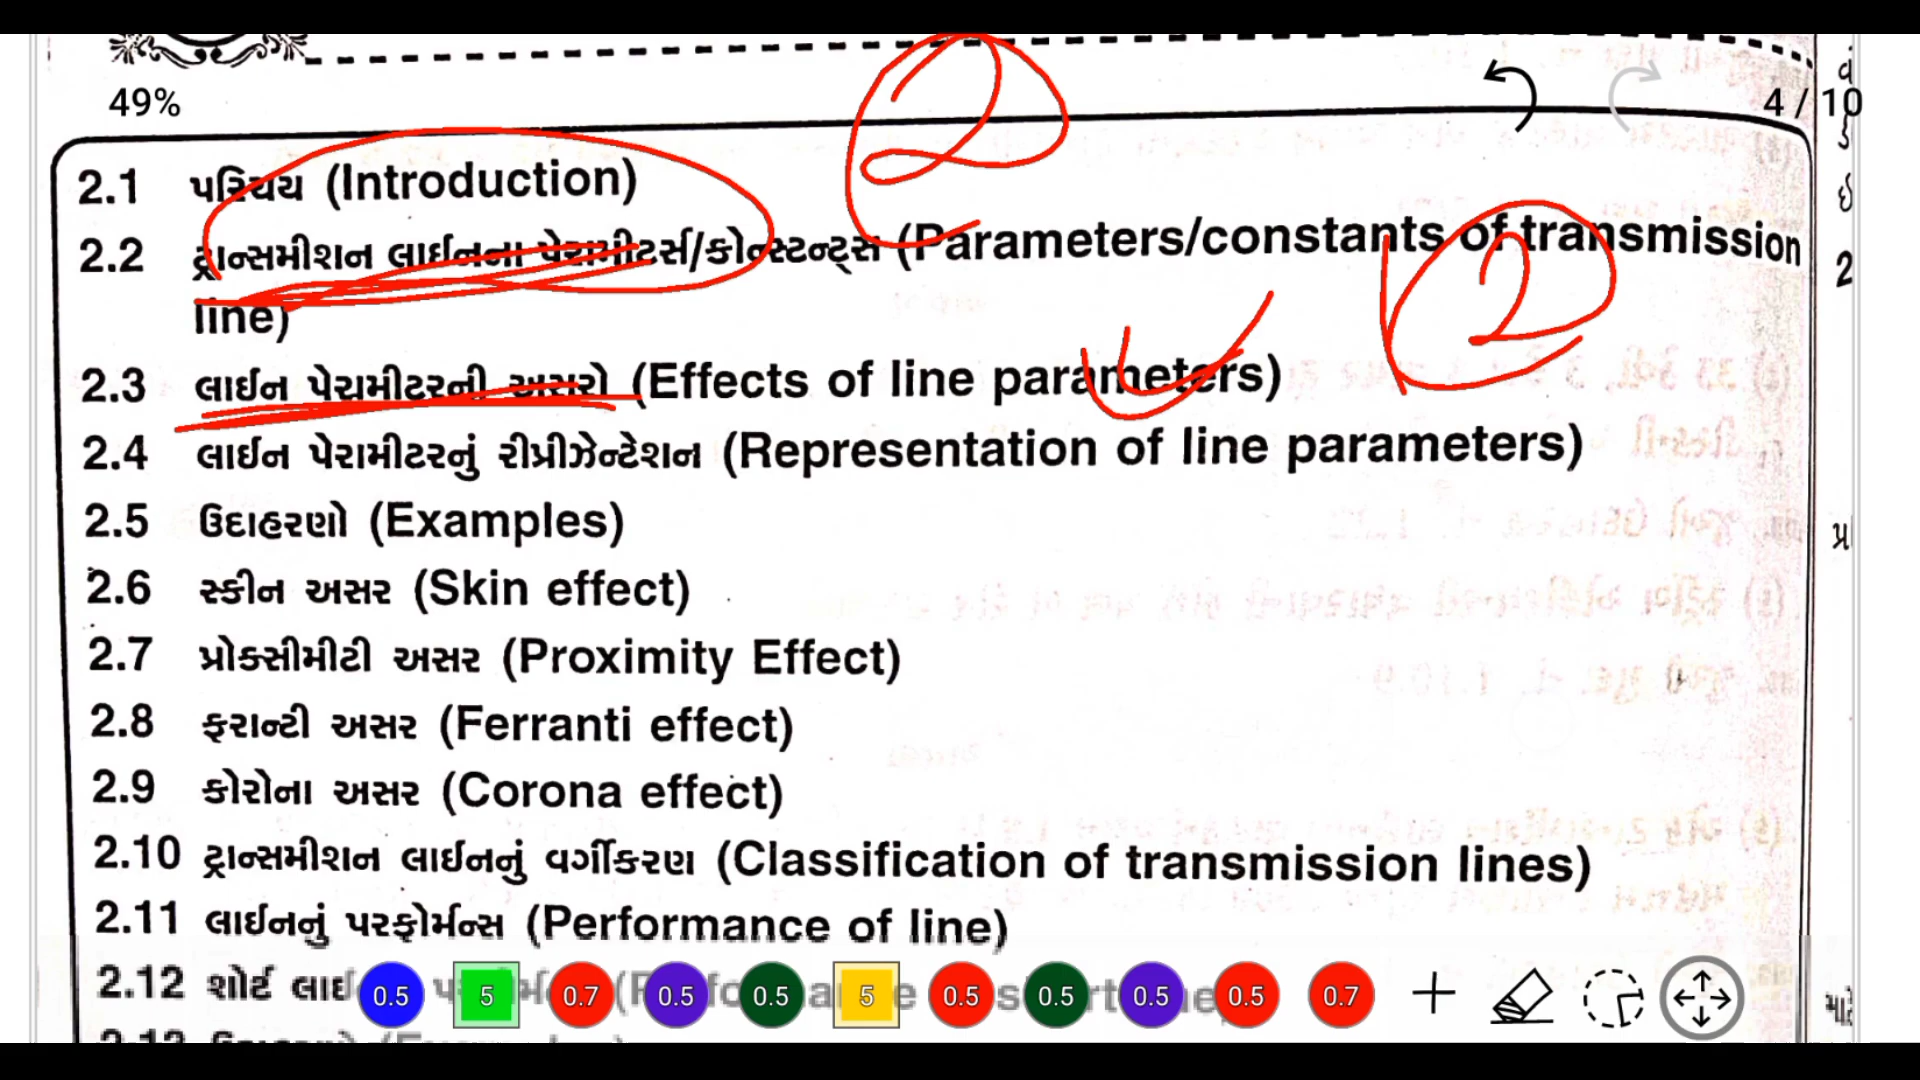 49%
4 / 10
2
2.1 પરિચય (Introduction)
2.2 ટ્રાન્સમીશન લાઈનના પેરામીટર્સ/કોન્સ્ટન્ટ્સ (Parameters/constants of transmission
line)
2
2.3 લાઈન પેરામીટરની અસરો (Effects of line parameters)
2.4 લાઈન પેરામીટરનું રીપ્રીઝેન્ટેશન (Representation of line parameters)
2.5 ઉદાહરણો (Examples)
2.6 સ્કીન અસર (Skin effect)
2.7 પ્રોક્સીમીટી અસર (Proximity Effect)
2.8 ફરાન્ટી અસર (Ferranti effect)
2.9 કોરોના અસર (Corona effect)
2.10 ટ્રાન્સમીશન લાઈનનું વર્ગીકરણ (Classification of transmission lines)
2.11 લાઈનનું પરફોર્મન્સ (Performance of line)
2.12 શોર્ટ
0.5 5 0.7 0.5 0.5 5 0.5 0.5 0.5 0.5 0.7